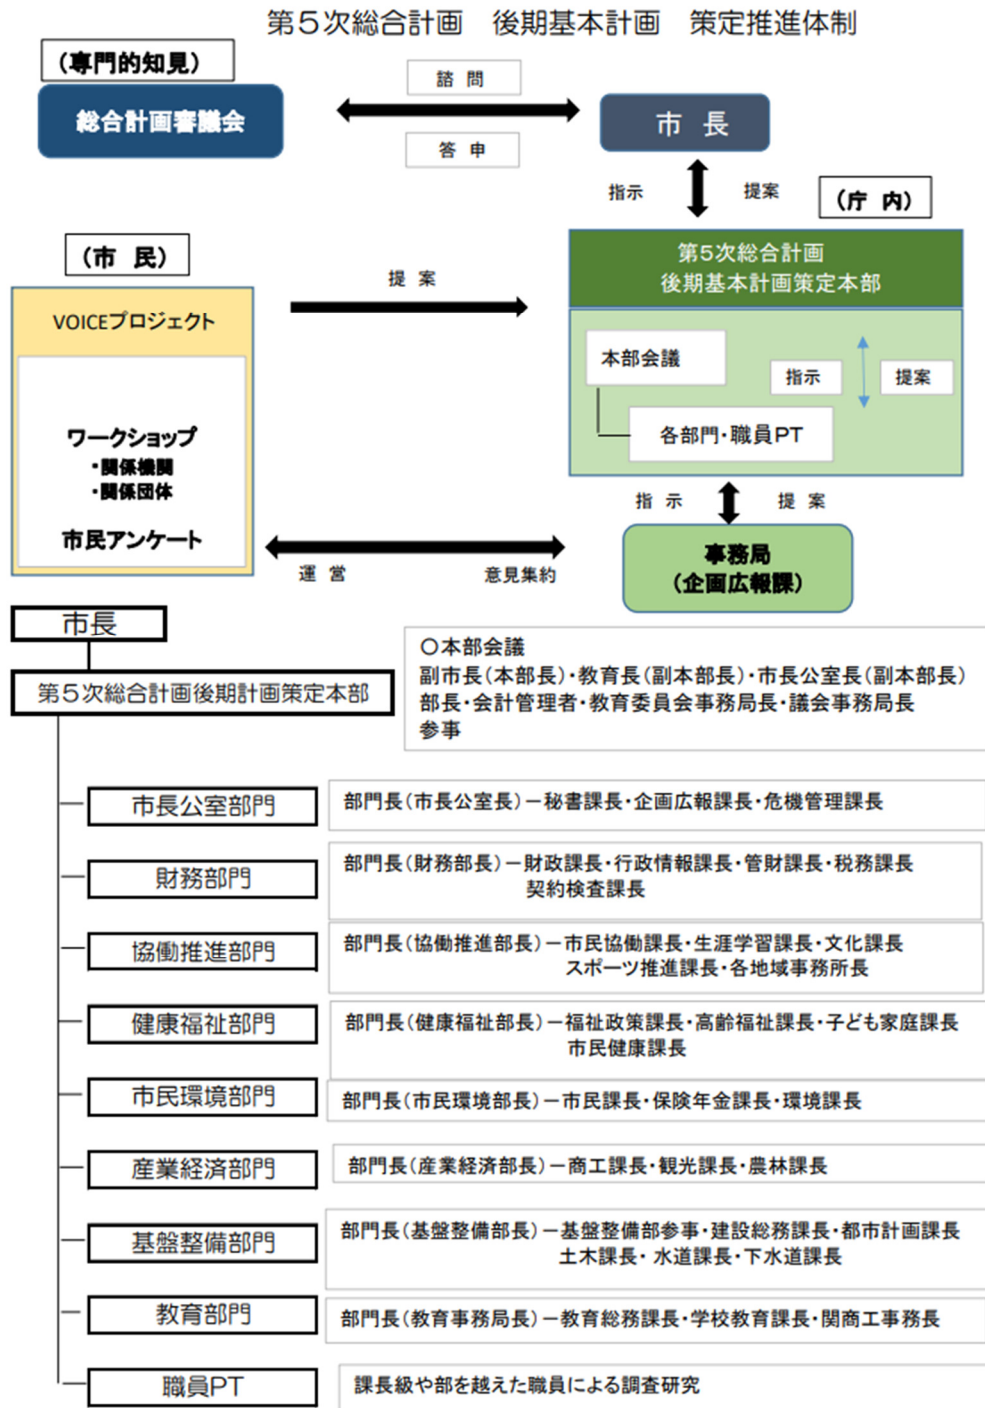 第5次総合計画　後期基本計画　策定推進体制
(専門的知見)
総合計画審議会
諮 問
答 申
市 長
指示
提案
(庁 内)
(市 民)
提 案
第5次総合計画
後期基本計画策定本部
VOICEプロジェクト
本部会議
指示
提案
各部門・職員PT
ワークショップ
・関係機関
・関係団体
市民アンケート
指 示
提 案
運 営
意見集約
事務局
(企画広報課)
市長
第5次総合計画後期計画策定本部
○本部会議
副市長(本部長)・教育長(副本部長)・市長公室長(副本部長)
部長・会計管理者・教育委員会事務局長・議会事務局長
参事
市長公室部門
部門長(市長公室長)－秘書課長・企画広報課長・危機管理課長
財務部門
部門長(財務部長)－財政課長・行政情報課長・管財課長・税務課長
契約検査課長
協働推進部門
部門長(協働推進部長)－市民協働課長・生涯学習課長・文化課長
スポーツ推進課長・各地域事務所長
健康福祉部門
部門長(健康福祉部長)－福祉政策課長・高齢福祉課長・子ども家庭課長
市民健康課長
市民環境部門
部門長(市民環境部長)－市民課長・保険年金課長・環境課長
産業経済部門
部門長(産業経済部長)－商工課長・観光課長・農林課長
基盤整備部門
部門長(基盤整備部長)－基盤整備部参事・建設総務課長・都市計画課長
土木課長・ 水道課長・下水道課長
教育部門
部門長(教育事務局長)－教育総務課長・学校教育課長・関商工事務長
職員PT
課長級や部を越えた職員による調査研究